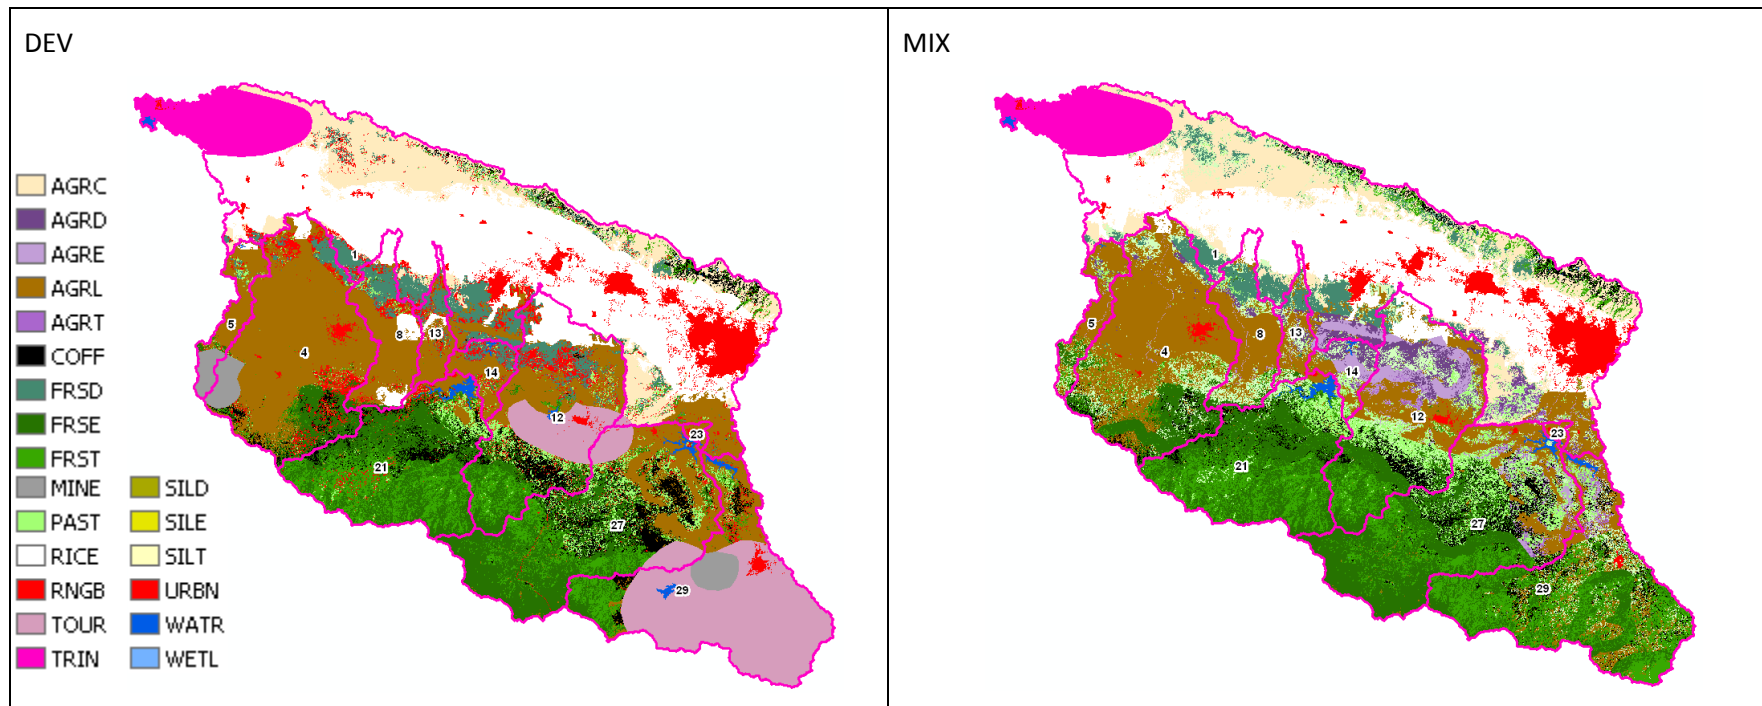 DEV
MIX
AGRC
AGRD
AGRE
AGRL
AGRT
COFF
FRSD
FRSE
FRST
MINE SILD
PAST SILE
RICE SILT
RNGB URBN
TOUR WATR
TRIN WETL
1
5
4
8
13
14
12
23
21
27
29
1
5
4
8
13
14
12
23
21
27
29